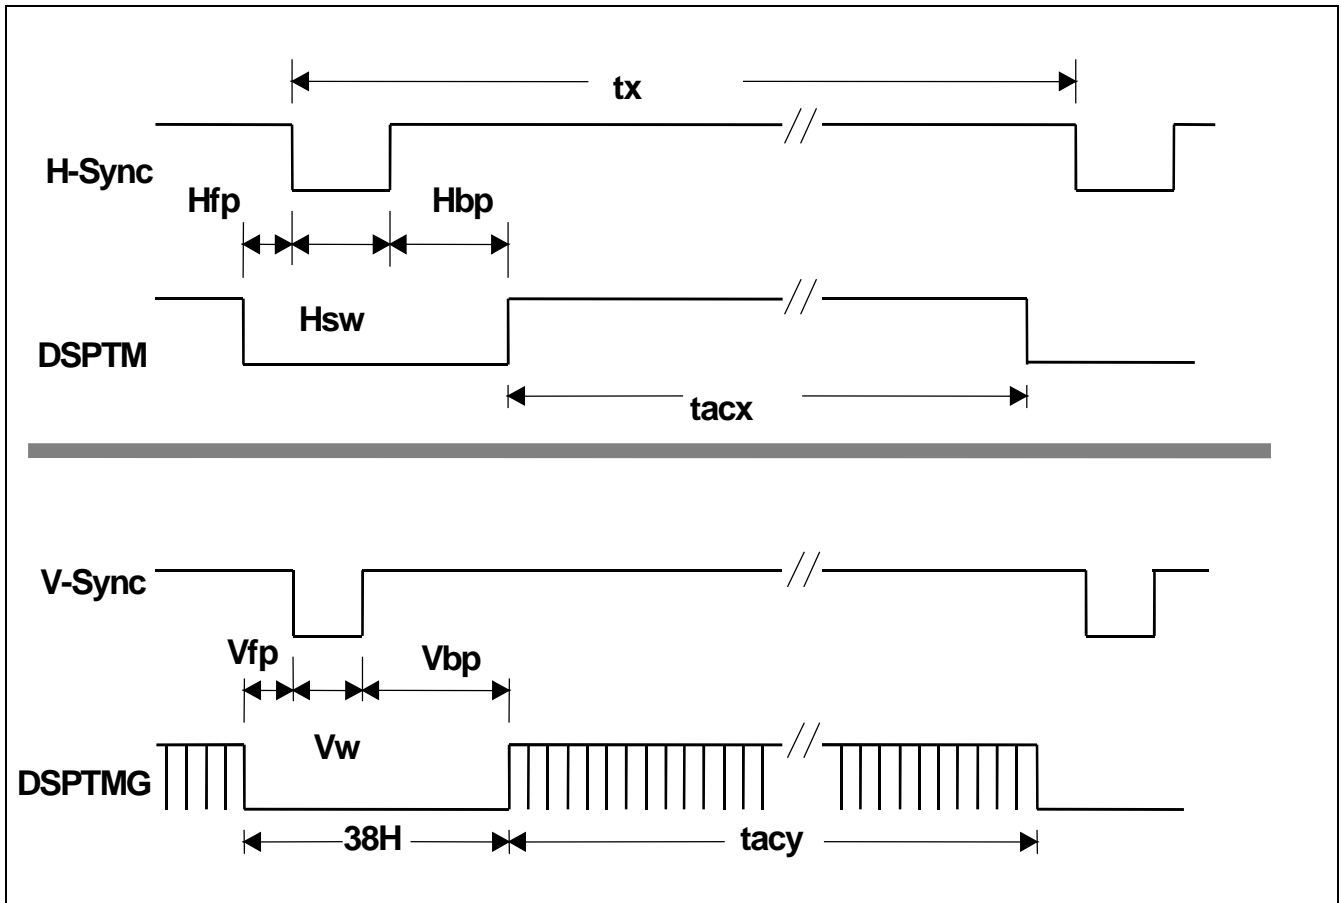 tx
H-Sync
Hfp
Hbp
Hsw
DSPTM
tacx
V-Sync
Vfp
Vbp
Vw
DSPTMG
38H
tacy